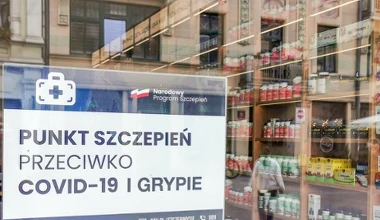 Narodowy
Program Szczepień
PUNKT SZCZEPIEŃ
PRZECIWKO
COVID-19 I GRYPIE